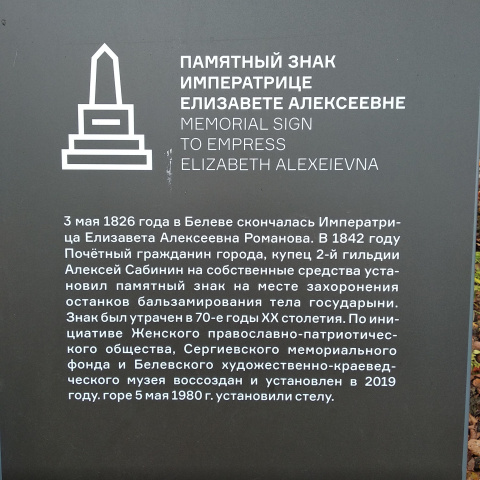 ПАМЯТНЫЙ ЗНАК
ИМПЕРАТРИЦЕ
ЕЛИЗАВЕТЕ АЛЕКСЕЕВНЕ
MEMORIAL SIGN
TO EMPRESS
ELIZABETH ALEXEIEVNA
3 мая 1826 года в Белеве скончалась Императри-
ца Елизавета Алексеевна Романова. В 1842 году
Почётный гражданин города, купец 2-й гильдии
Алексей Сабинин на собственные средства уста-
новил памятный знак на месте захоронения
останков бальзамирования тела государыни.
Знак был утрачен в 70-е годы XX столетия. По ини-
циативе Женского православно-патриотичес-
кого общества, Сергиевского мемориального
фонда и Белевского художественно-краевед-
ческого музея воссоздан и установлен в 2019
году. горе 5 мая 1980 г. установили стелу.